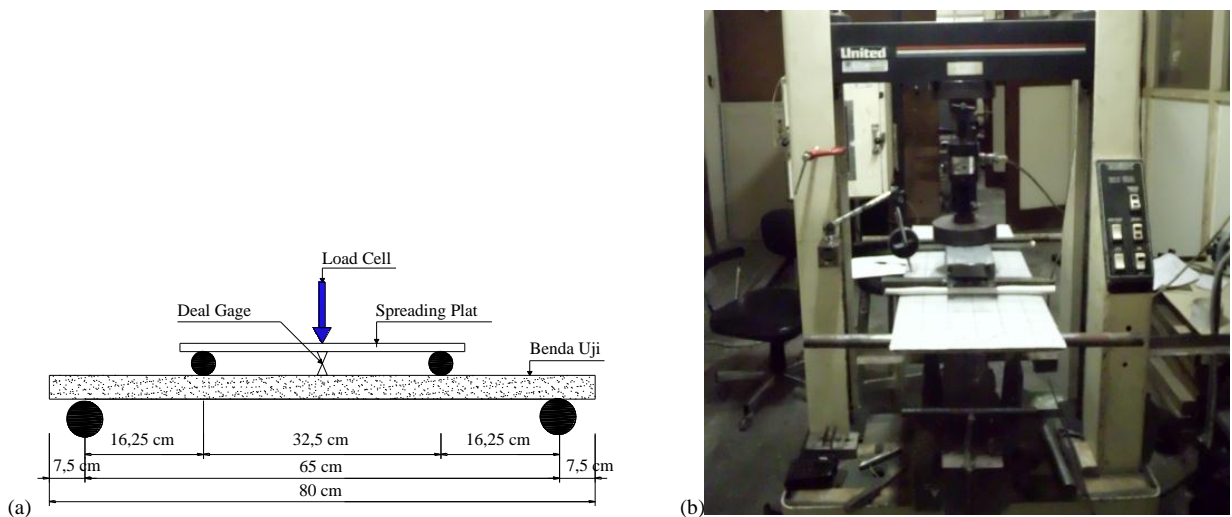 Load Cell
Deal Gage
Spreading Plat
Benda Uji
16,25 cm
32,5 cm
16,25 cm
7,5 cm
65 cm
7,5 cm
80 cm
(a)
United
(b)